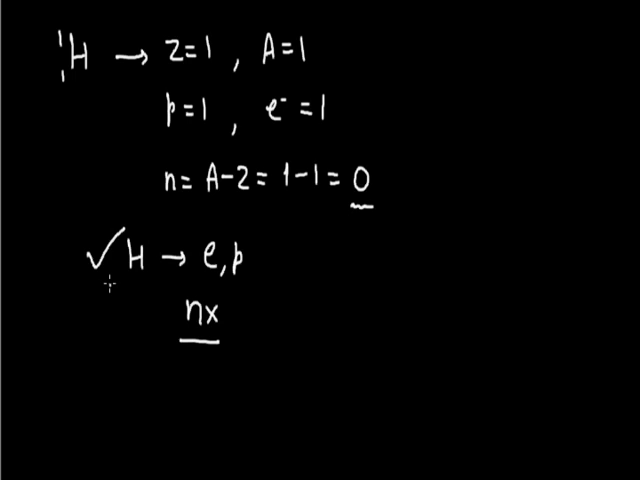 ¹₁H → Z=1 , A=1
p=1 , e⁻=1
n= A-Z= 1-1= 0
✓ H → e,p
nx